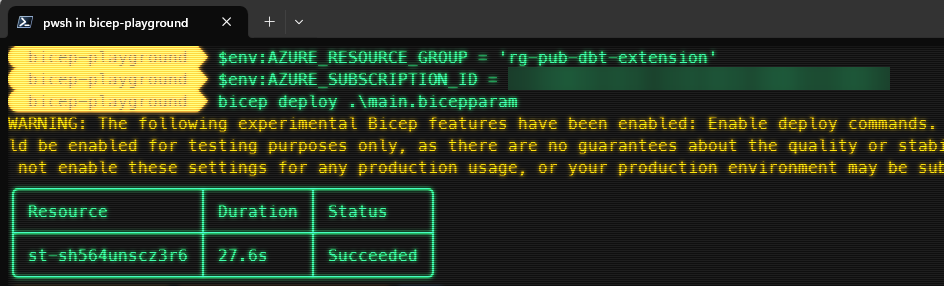 pwsh in bicep-playground
bicep-playground $env:AZURE_RESOURCE_GROUP = 'rg-pub-dbt-extension'
bicep-playground $env:AZURE_SUBSCRIPTION_ID =
bicep-playground bicep deploy .\main.bicepparam
WARNING: The following experimental Bicep features have been enabled: Enable deploy commands.
ld be enabled for testing purposes only, as there are no guarantees about the quality or stabi
not enable these settings for any production usage, or your production environment may be sub
Resource Duration Status
st-sh564unscz3r6 27.6s Succeeded